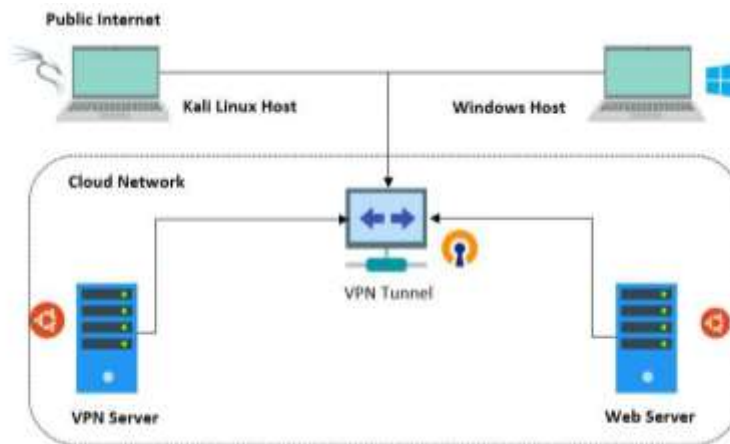 Public Internet
Kali Linux Host
Windows Host
Cloud Network
VPN Tunnel
VPN Server
Web Server